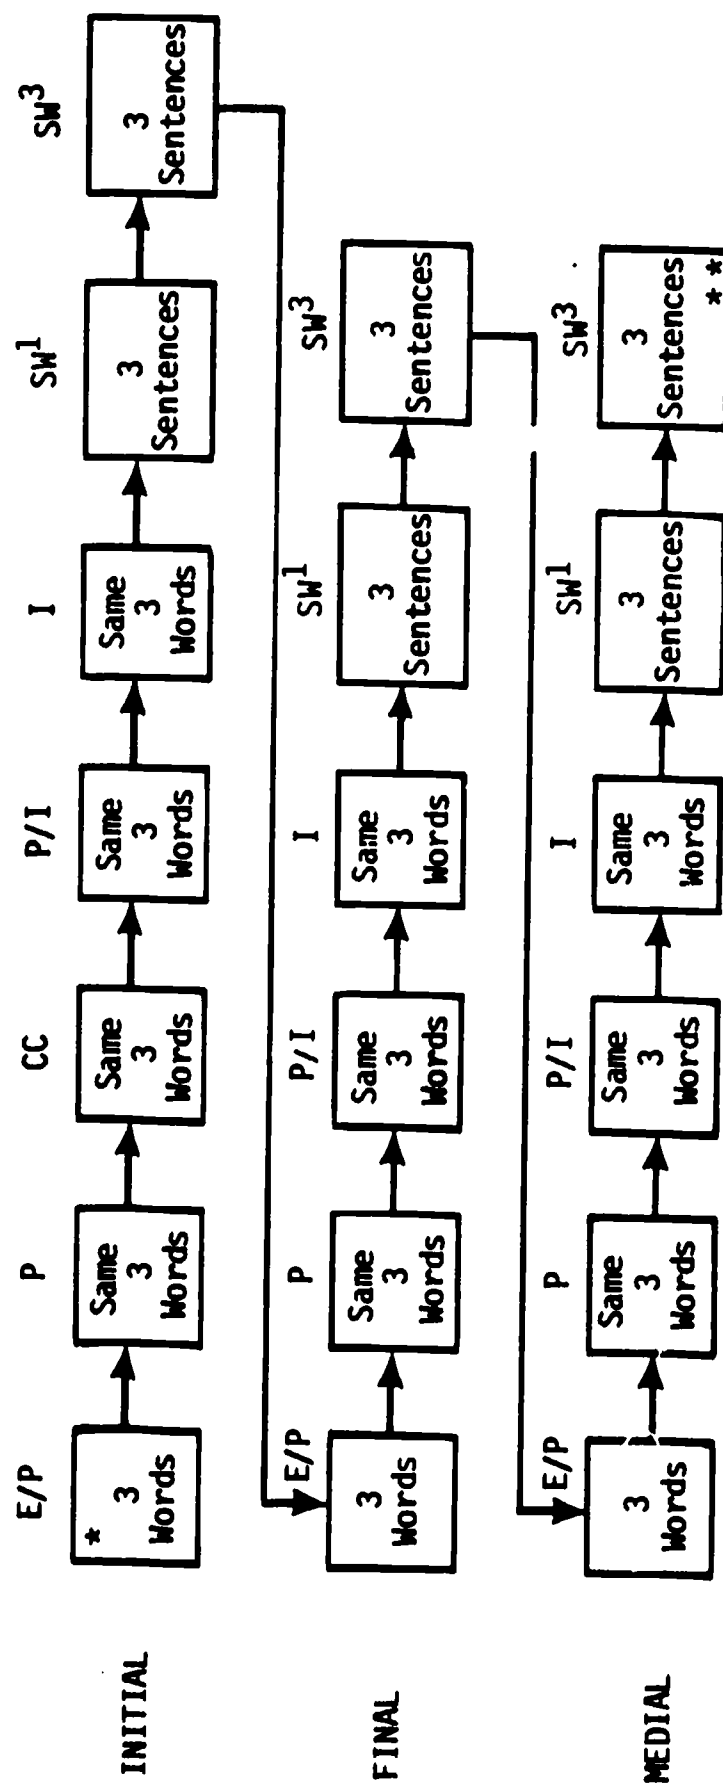 E/P P CC P/I I SW¹ SW³
INITIAL
*
3
Words
Same
3
Words
Same
3
Words
Same
3
Words
Same
3
Words
3
Sentences
3
Sentences
E/P P P/I I SW¹ SW³
FINAL
3
Words
Same
3
Words
Same
3
Words
Same
3
Words
3
Sentences
3
Sentences
E/P P P/I I SW¹ SW³
MEDIAL
3
Words
Same
3
Words
Same
3
Words
Same
3
Words
3
Sentences
3
Sentences
**